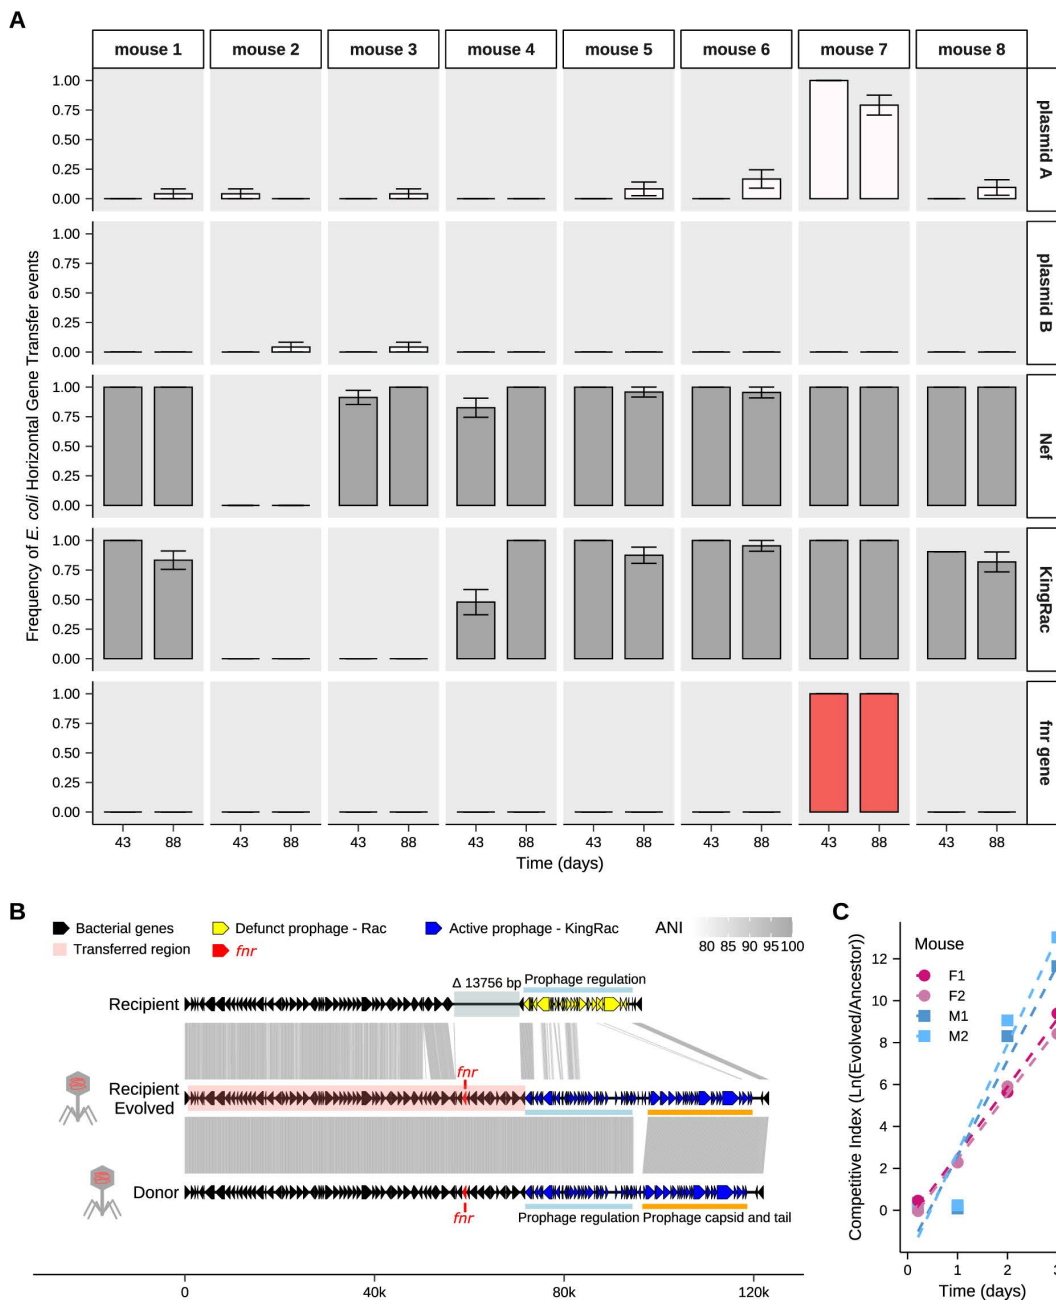 A
mouse 1 mouse 2 mouse 3 mouse 4 mouse 5 mouse 6 mouse 7 mouse 8
Frequency of E. coli Horizontal Gene Transfer events
1.00
0.75
0.50
0.25
0.00
plasmid A
1.00
0.75
0.50
0.25
0.00
plasmid B
1.00
0.75
0.50
0.25
0.00
Nef
1.00
0.75
0.50
0.25
0.00
KingRac
1.00
0.75
0.50
0.25
0.00
fnr gene
43 88 43 88 43 88 43 88 43 88 43 88 43 88 43 88
Time (days)
B
Bacterial genes Defunct prophage - Rac Active prophage - KingRac ANI
Transferred region fnr 80 85 90 95 100
Δ 13756 bp Prophage regulation
Recipient
fnr
Recipient
Evolved
Donor
fnr
Prophage regulation Prophage capsid and tail
0 40k 80k 120k
C
Competitive Index (Ln(Evolved/Ancestor))
Mouse
F1
F2
M1
M2
12
10
8
6
4
2
0
0 1 2 3
Time (days)